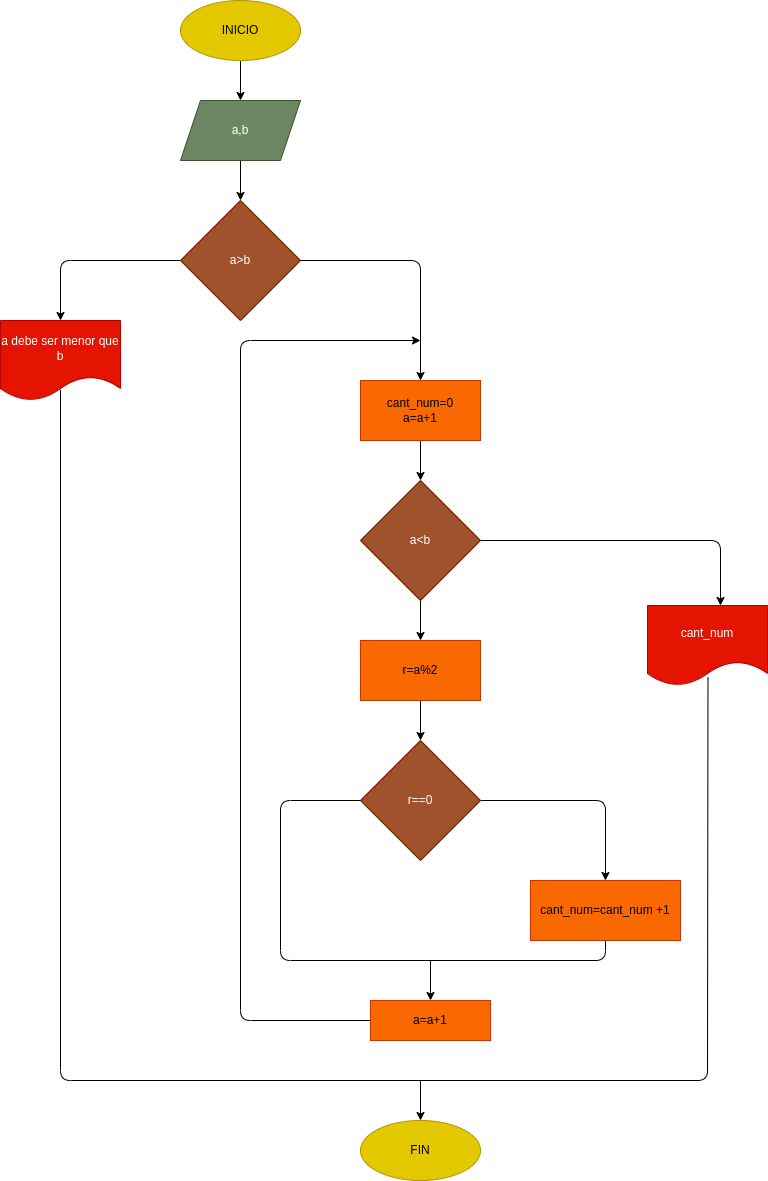 INICIO
a,b
a>b
a debe ser menor que
b
cant_num=0
a=a+1
a<b
cant_num
r=a%2
r==0
cant_num=cant_num +1
a=a+1
FIN